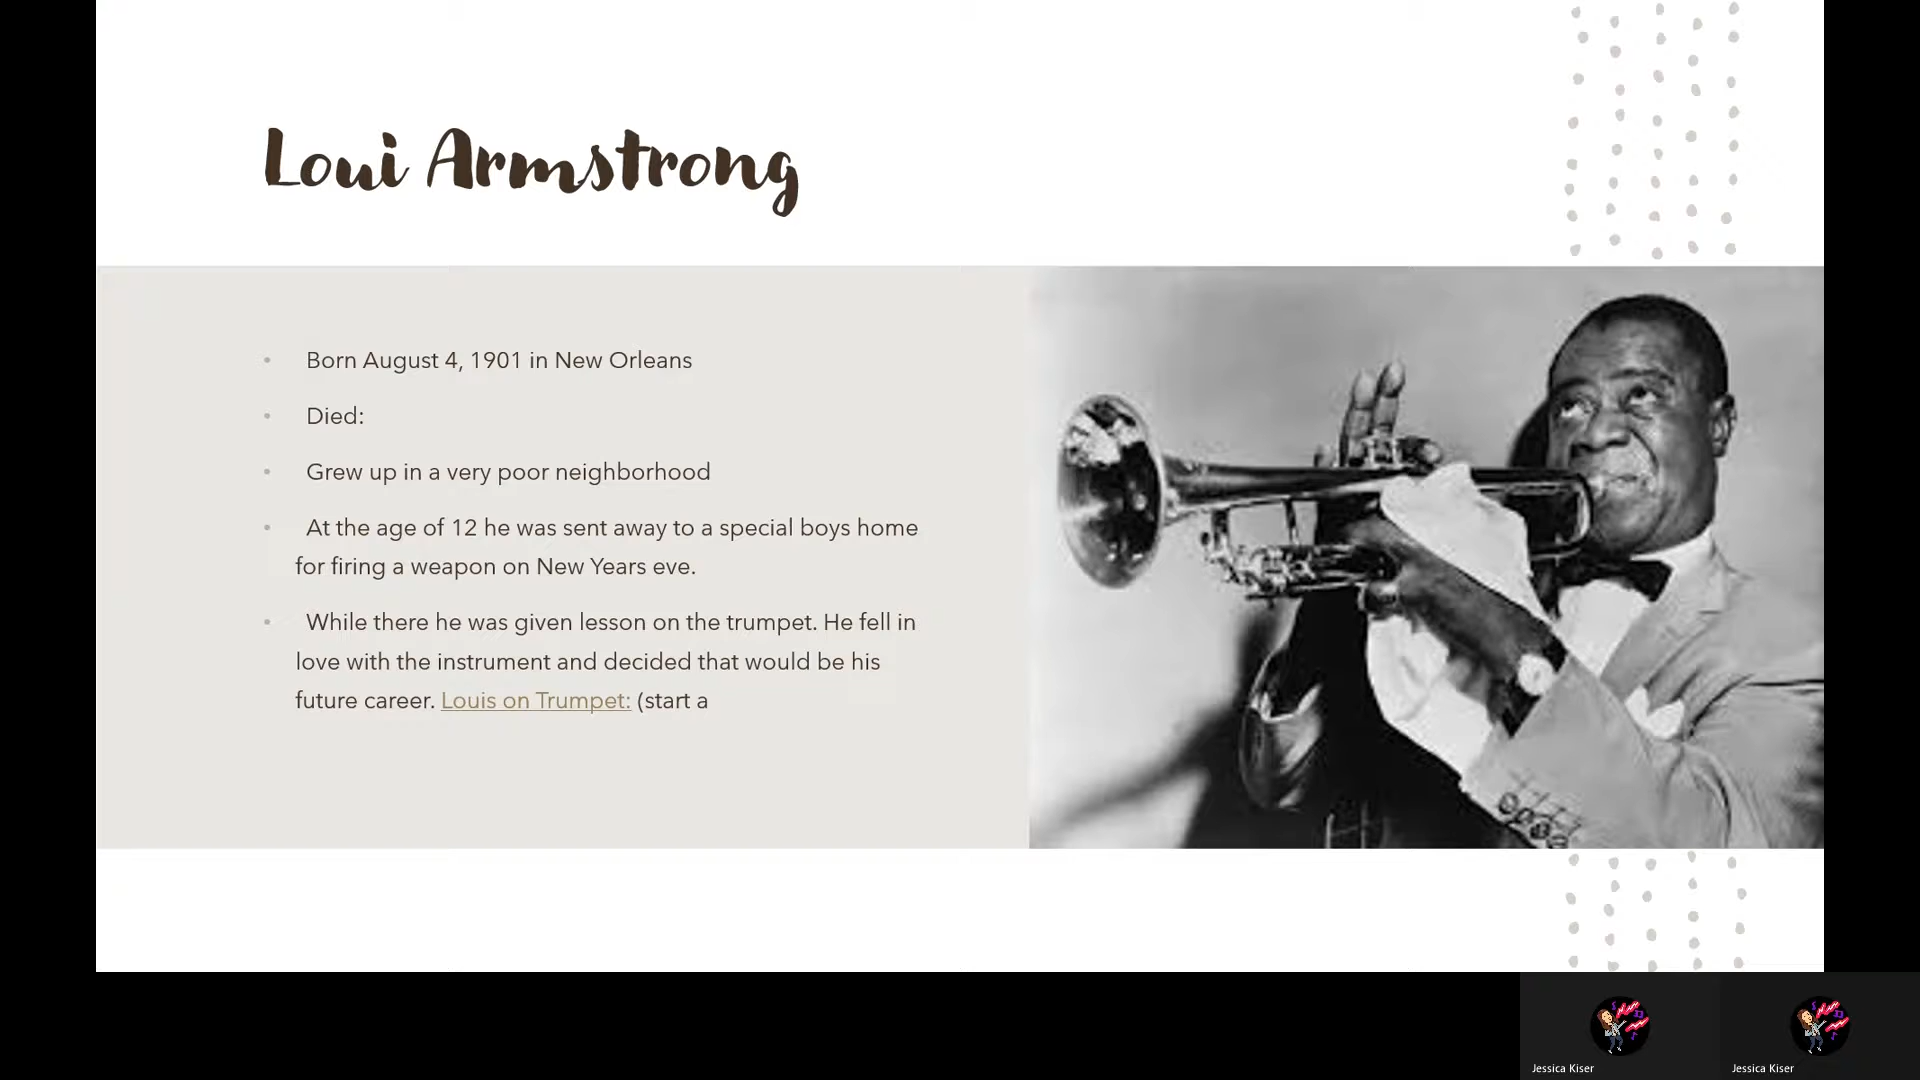 Loui Armstrong
• Born August 4, 1901 in New Orleans
• Died:
• Grew up in a very poor neighborhood
• At the age of 12 he was sent away to a special boys home
for firing a weapon on New Years eve.
• While there he was given lesson on the trumpet. He fell in
love with the instrument and decided that would be his
future career. Louis on Trumpet: (start a
Jessica Kiser
Jessica Kiser